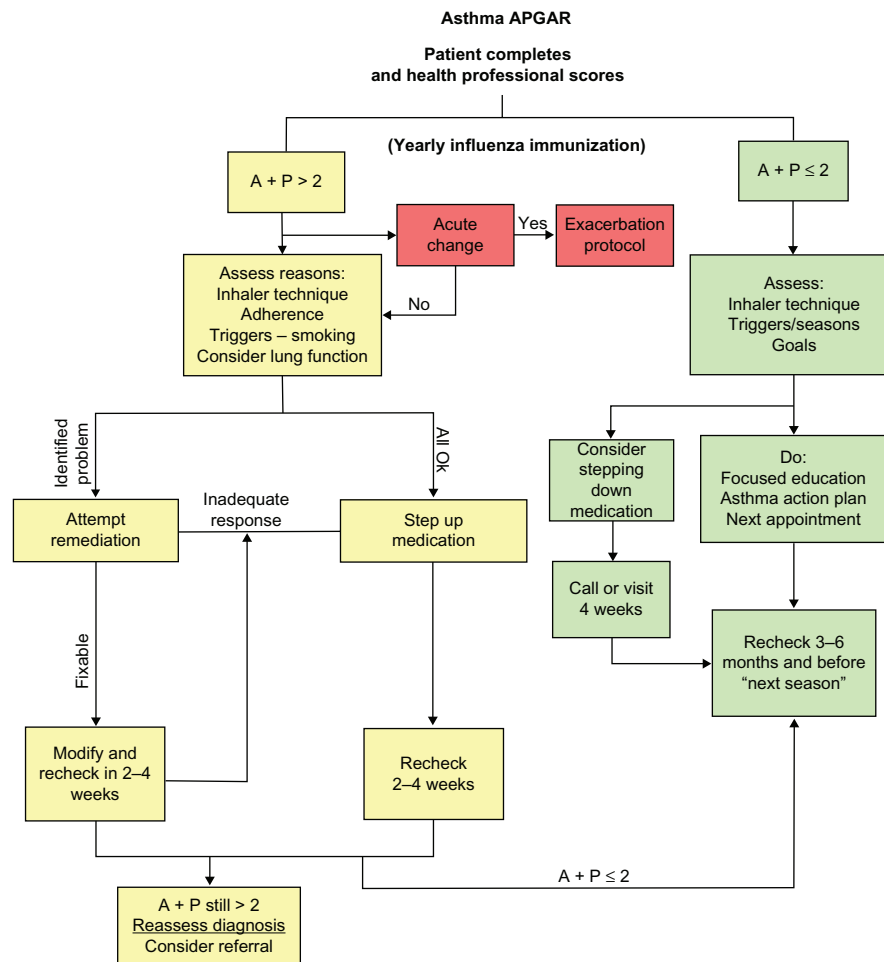 Asthma APGAR
Patient completes
and health professional scores
(Yearly influenza immunization)
A + P > 2
A + P ≤ 2
Acute
change
Yes
Exacerbation
protocol
No
Assess reasons:
Inhaler technique
Adherence
Triggers – smoking
Consider lung function
Assess:
Inhaler technique
Triggers/seasons
Goals
Identified
problem
All Ok
Consider
stepping
down
medication
Do:
Focused education
Asthma action plan
Next appointment
Attempt
remediation
Inadequate
response
Step up
medication
Call or visit
4 weeks
Fixable
Recheck 3–6
months and before
“next season”
Modify and
recheck in 2–4
weeks
Recheck
2–4 weeks
A + P ≤ 2
A + P still > 2
Reassess diagnosis
Consider referral